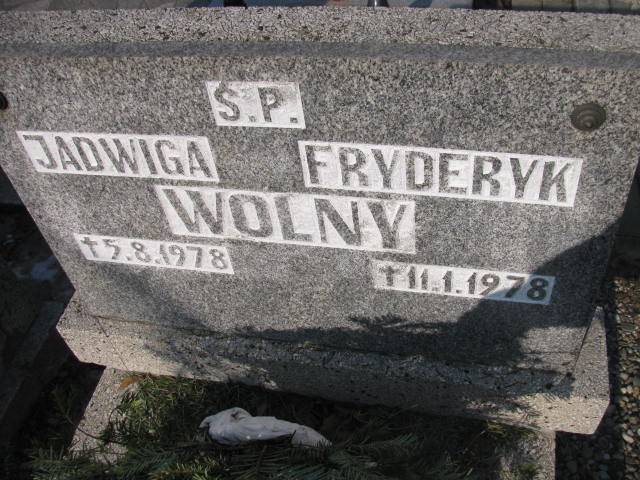 Ś.P.
JADWIGA FRYDERYK
WOLNY
†5.8.1978 †11.1.1978